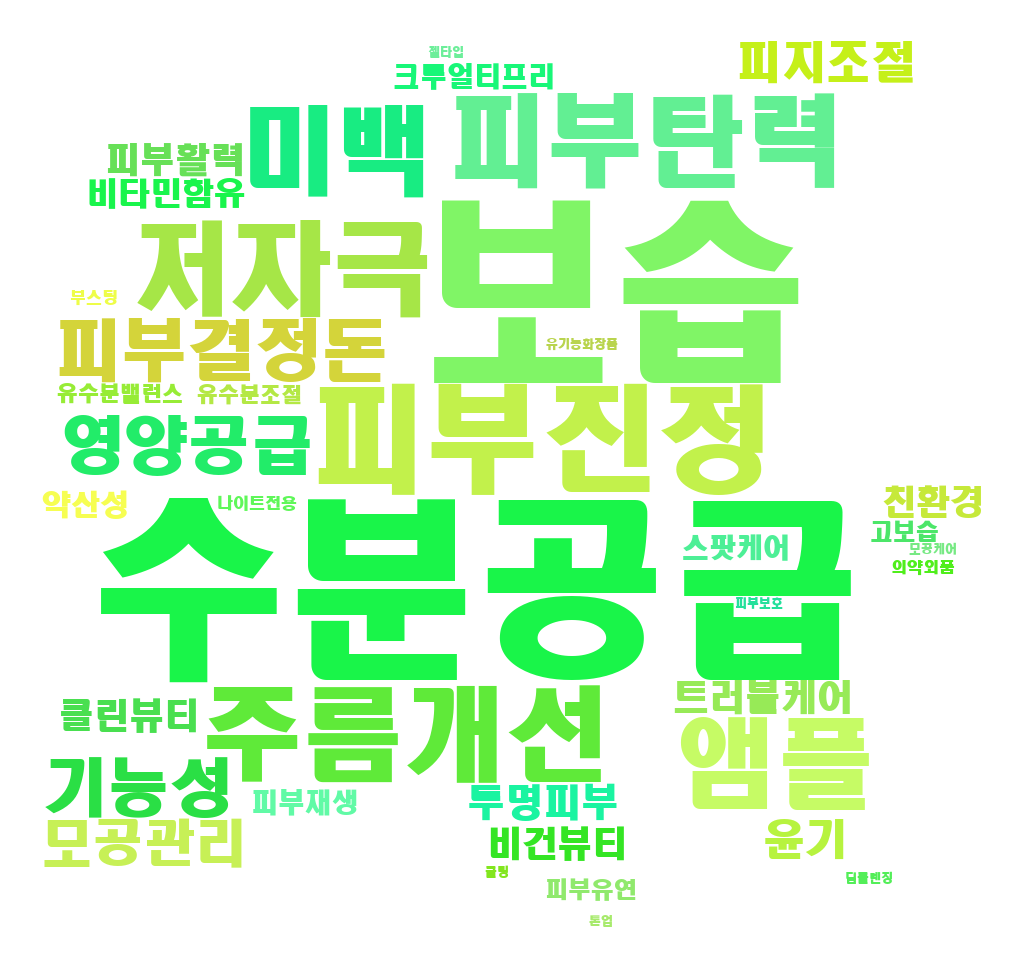 젤타입
크루얼티프리
피지조절
미백
피부탄력
피부활력
비타민함유
저자극
보습
부스팅
피부결정돈
유기농화장품
유수분밸런스
유수분조절
피부진정
영양공급
약산성
나이트전용
친환경
고보습
모공케어
의약외품
수분공급
스팟케어
피부보호
트러블케어
주름개선
클린뷰티
앰플
기능성
피부재생
투명피부
모공관리
비건뷰티
윤기
쿨링
피부유연
딥클렌징
톤업